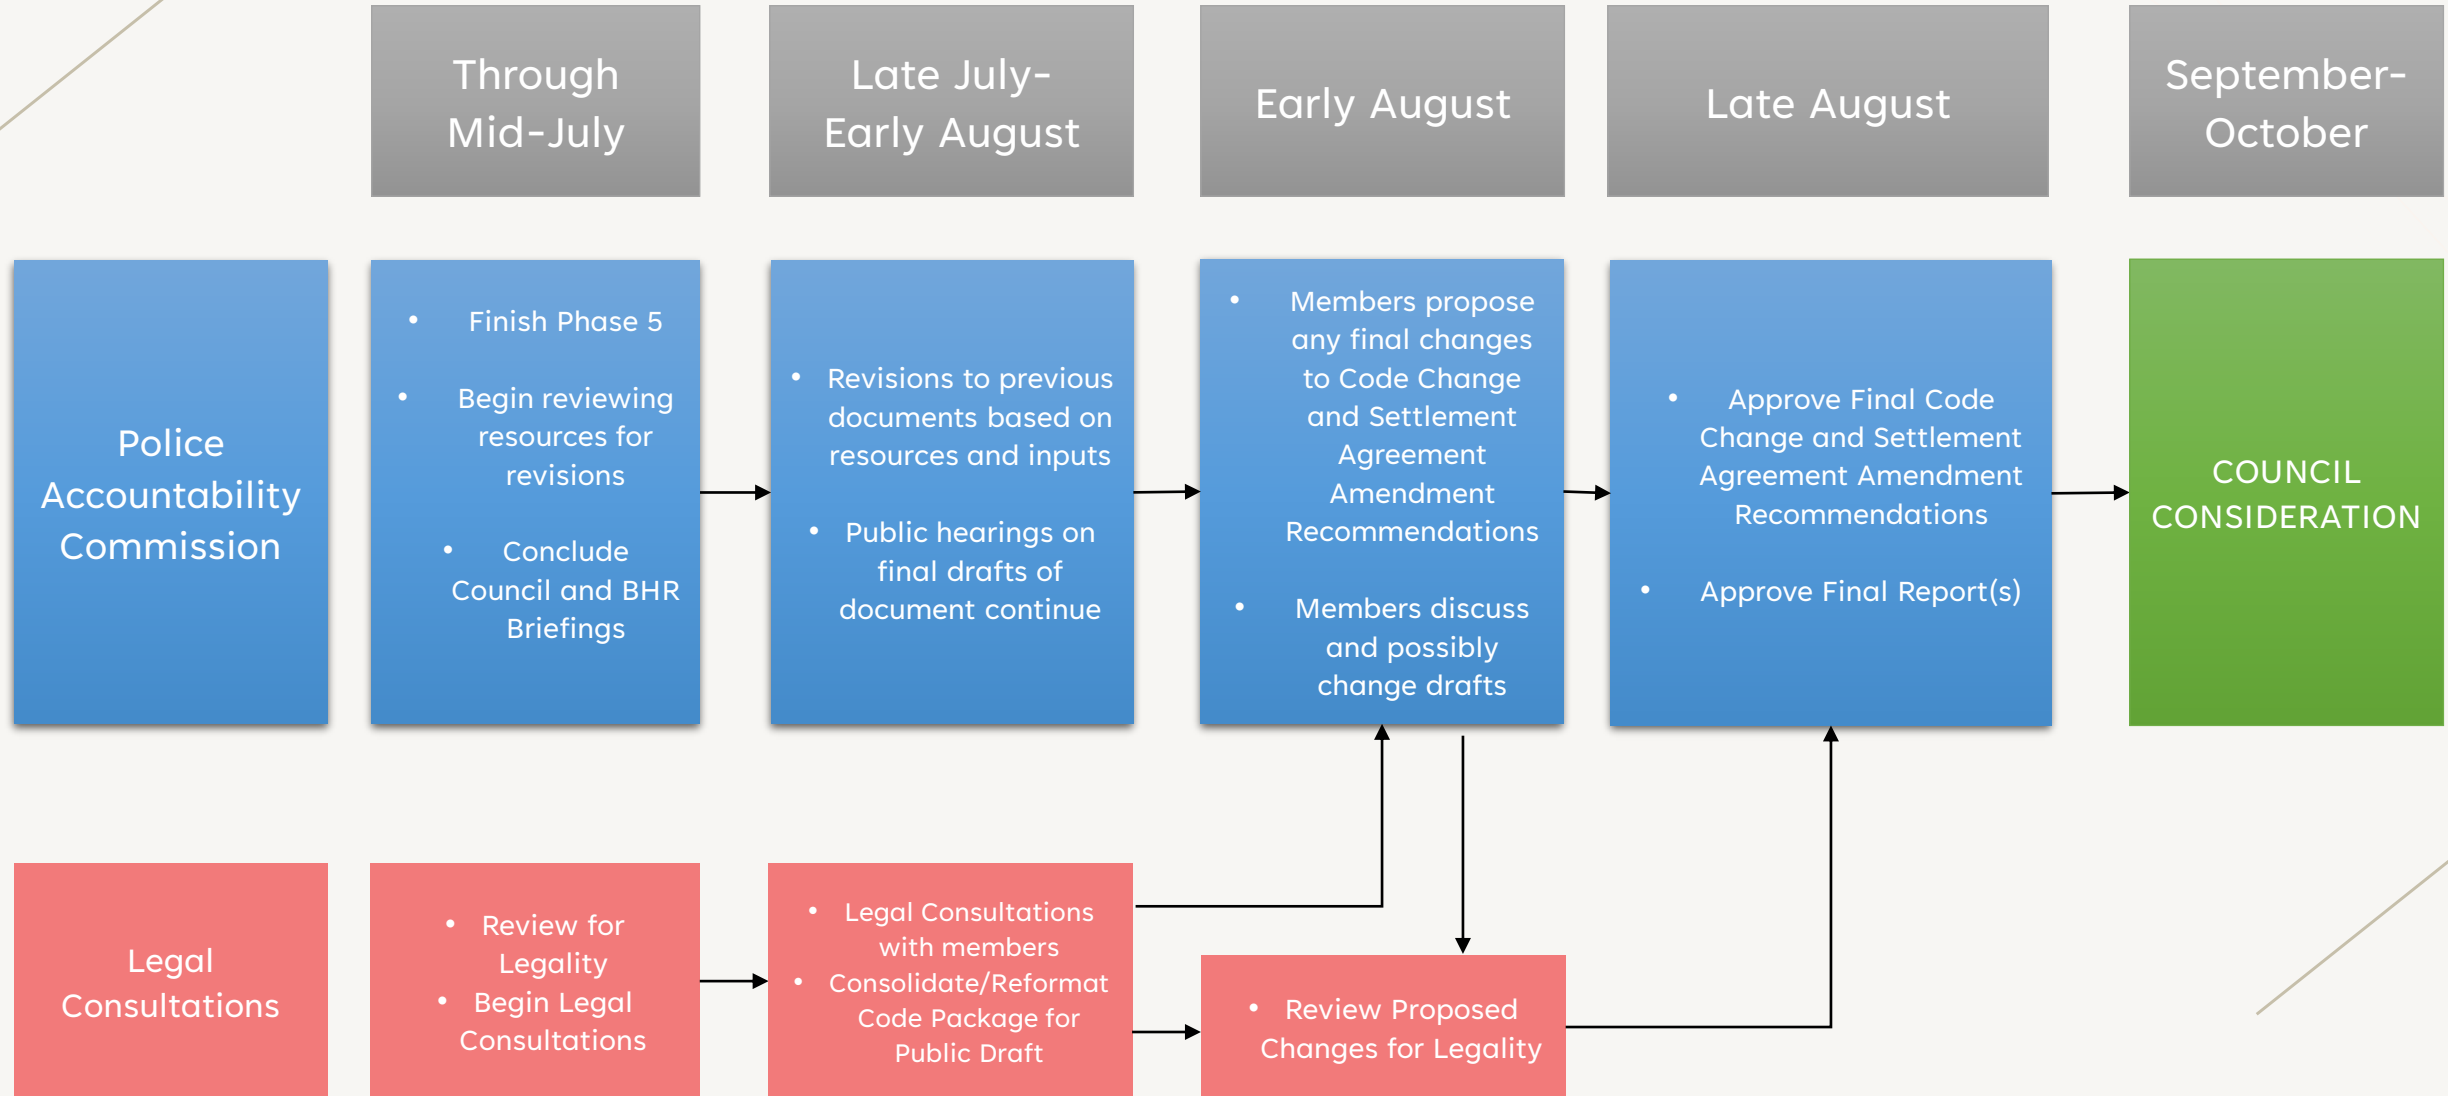 Through
Mid-July
Late July-
Early August
Early August
Late August
September-
October
Police
Accountability
Commission
• Finish Phase 5
• Begin reviewing
resources for
revisions
• Conclude
Council and BHR
Briefings
• Revisions to previous
documents based on
resources and inputs
• Public hearings on
final drafts of
document continue
• Members propose
any final changes
to Code Change
and Settlement
Agreement
Amendment
Recommendations
• Members discuss
and possibly
change drafts
• Approve Final Code
Change and Settlement
Agreement Amendment
Recommendations
• Approve Final Report(s)
COUNCIL
CONSIDERATION
Legal
Consultations
• Review for
Legality
• Begin Legal
Consultations
• Legal Consultations
with members
• Consolidate/Reformat
Code Package for
Public Draft
• Review Proposed
Changes for Legality